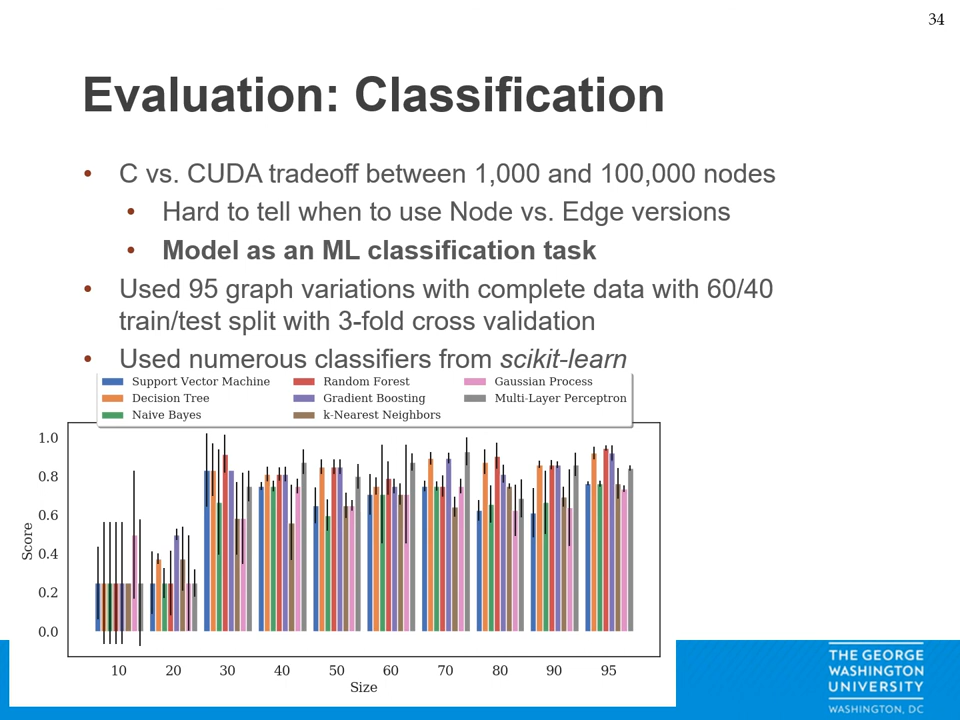 34
Evaluation: Classification
• C vs. CUDA tradeoff between 1,000 and 100,000 nodes
• Hard to tell when to use Node vs. Edge versions
• Model as an ML classification task
• Used 95 graph variations with complete data with 60/40
train/test split with 3-fold cross validation
• Used numerous classifiers from scikit-learn
Support Vector Machine Random Forest Gaussian Process
Decision Tree Gradient Boosting Multi-Layer Perceptron
Naive Bayes k-Nearest Neighbors
1.0
0.8
0.6
0.4
0.2
0.0
Score
10 20 30 40 50 60 70 80 90 95
Size
THE GEORGE
WASHINGTON
UNIVERSITY
WASHINGTON, DC